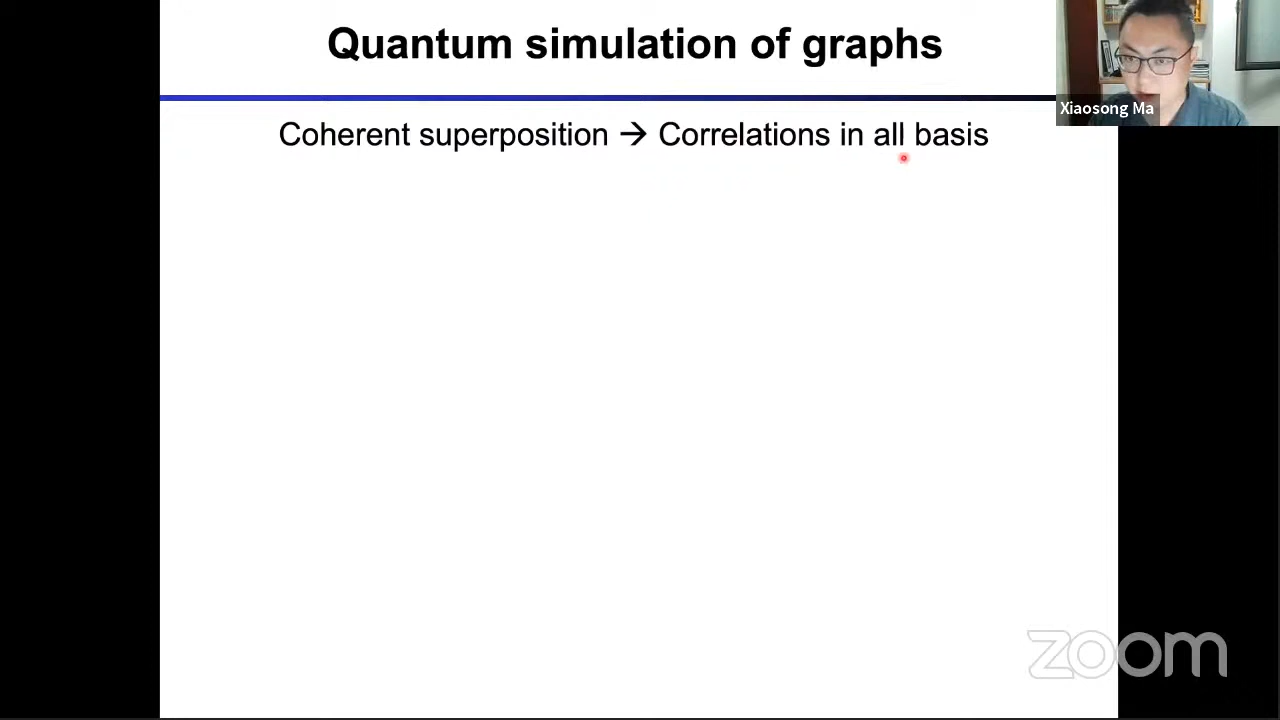 Quantum simulation of graphs
Xiaosong Ma
Coherent superposition → Correlations in all basis
zoom